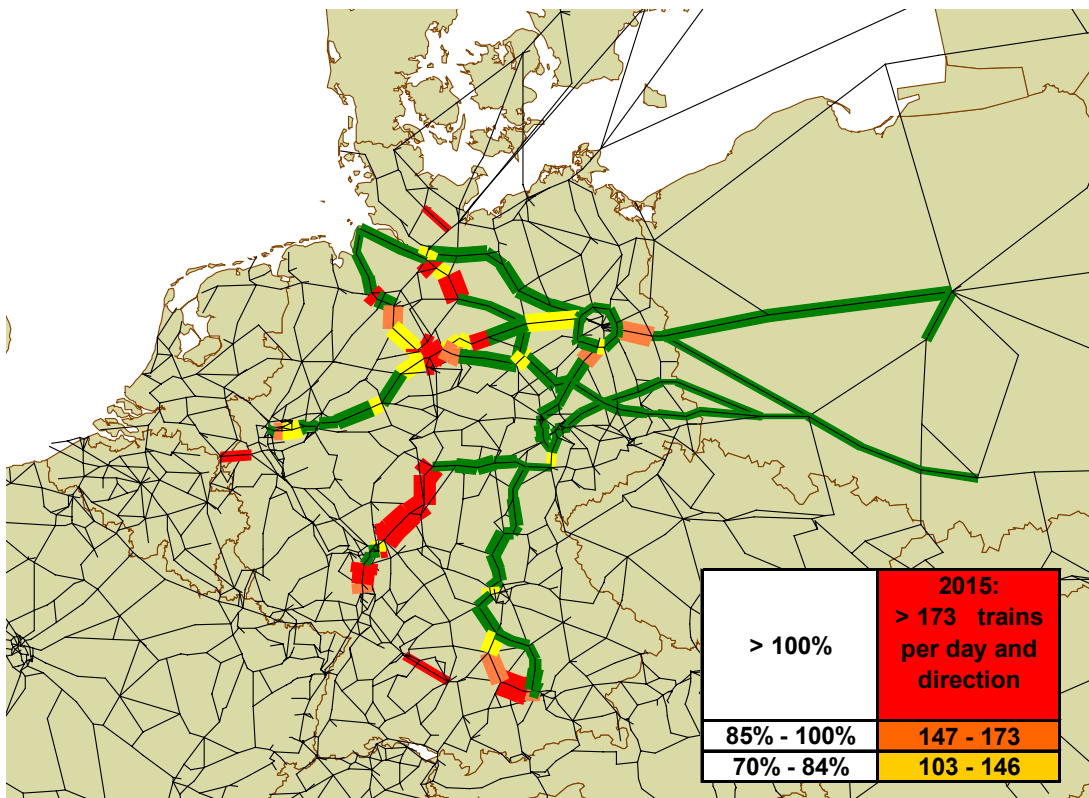 > 100%
2015:
> 173 trains
per day and
direction
85% - 100%
147 - 173
70% - 84%
103 - 146